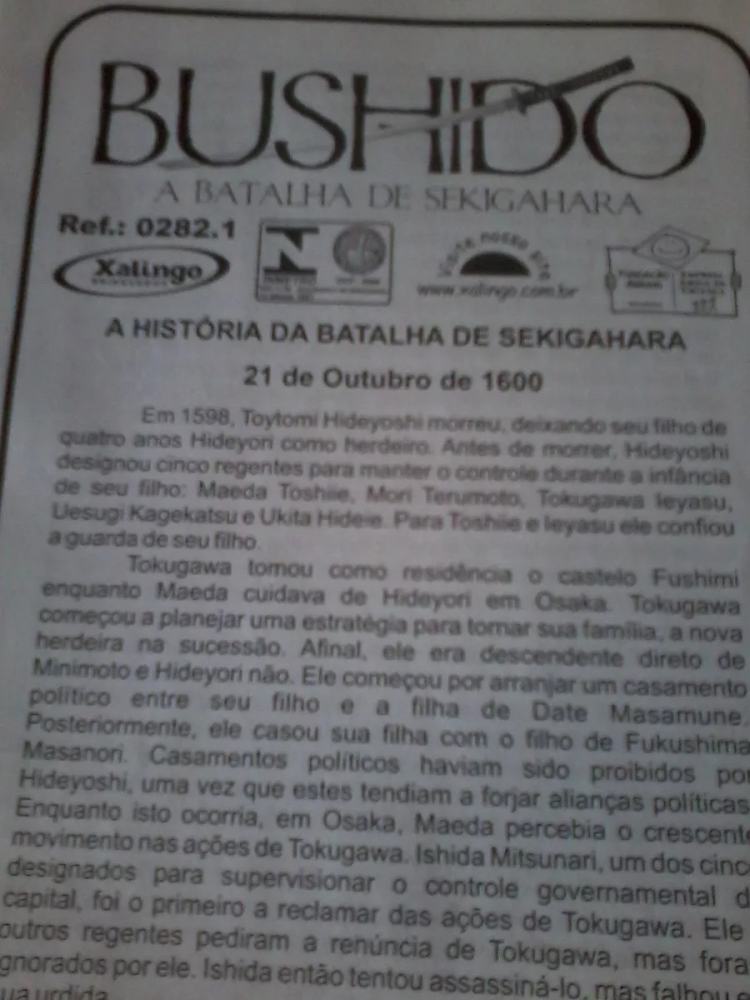 BUSHIDO
A BATALHA DE SEKIGAHARA
Ref.: 0282.1
Xalingo
VISITE NOSSO SITE
www.xalingo.com.br
A HISTÓRIA DA BATALHA DE SEKIGAHARA
21 de Outubro de 1600
Em 1598, Toytomi Hideyoshi morreu, deixando seu filho de
quatro anos Hideyori como herdeiro. Antes de morrer, Hideyoshi
designou cinco regentes para manter o controle durante a infância
de seu filho: Maeda Toshiie, Mori Terumoto, Tokugawa Ieyasu,
Uesugi Kagekatsu e Ukita Hideie. Para Toshiie e Ieyasu ele confiou
a guarda de seu filho.
Tokugawa tomou como residência o castelo Fushimi
enquanto Maeda cuidava de Hideyori em Osaka. Tokugawa
começou a planejar uma estratégia para tornar sua família, a nova
herdeira na sucessão. Afinal, ele era descendente direto de
Minimoto e Hideyori não. Ele começou por arranjar um casamento
político entre seu filho e a filha de Date Masamune.
Posteriormente, ele casou sua filha com o filho de Fukushima
Masanori. Casamentos políticos haviam sido proibidos por
Hideyoshi, uma vez que estes tendiam a forjar alianças políticas.
Enquanto isto ocorria, em Osaka, Maeda percebia o crescente
movimento nas ações de Tokugawa. Ishida Mitsunari, um dos cinc
designados para supervisionar o controle governamental d
capital, foi o primeiro a reclamar das ações de Tokugawa. Ele
outros regentes pediram a renúncia de Tokugawa, mas fora
gnorados por ele. Ishida então tentou assassiná-lo, mas falhou
ua urdida